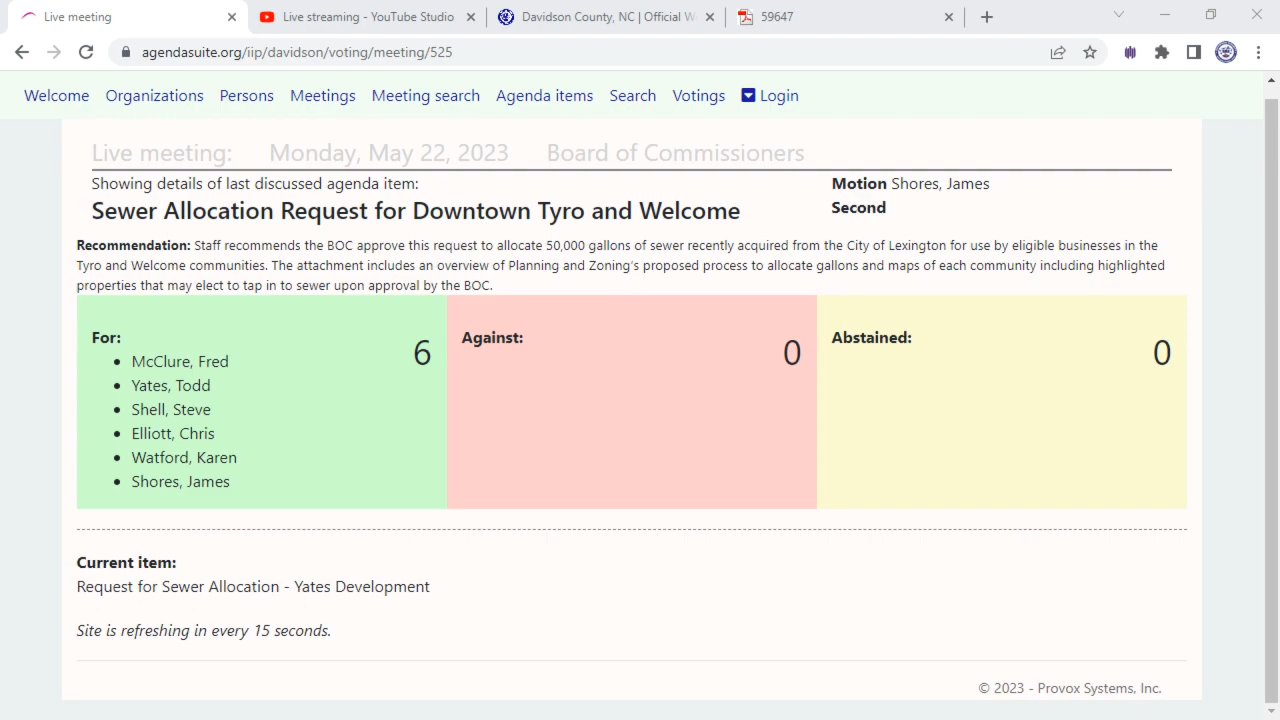 Live meeting
Live streaming - YouTube Studio
Davidson County, NC | Official W
59647
agendasuite.org/iip/davidson/voting/meeting/525
Welcome Organizations Persons Meetings Meeting search Agenda items Search Votings Login
Live meeting: Monday, May 22, 2023 Board of Commissioners
Showing details of last discussed agenda item:
Sewer Allocation Request for Downtown Tyro and Welcome
Motion Shores, James
Second
Recommendation: Staff recommends the BOC approve this request to allocate 50,000 gallons of sewer recently acquired from the City of Lexington for use by eligible businesses in the
Tyro and Welcome communities. The attachment includes an overview of Planning and Zoning's proposed process to allocate gallons and maps of each community including highlighted
properties that may elect to tap in to sewer upon approval by the BOC.
For:
6
McClure, Fred
Yates, Todd
Shell, Steve
Elliott, Chris
Watford, Karen
Shores, James
Against:
0
Abstained:
0
Current item:
Request for Sewer Allocation - Yates Development
Site is refreshing in every 15 seconds.
© 2023 - Provox Systems, Inc.